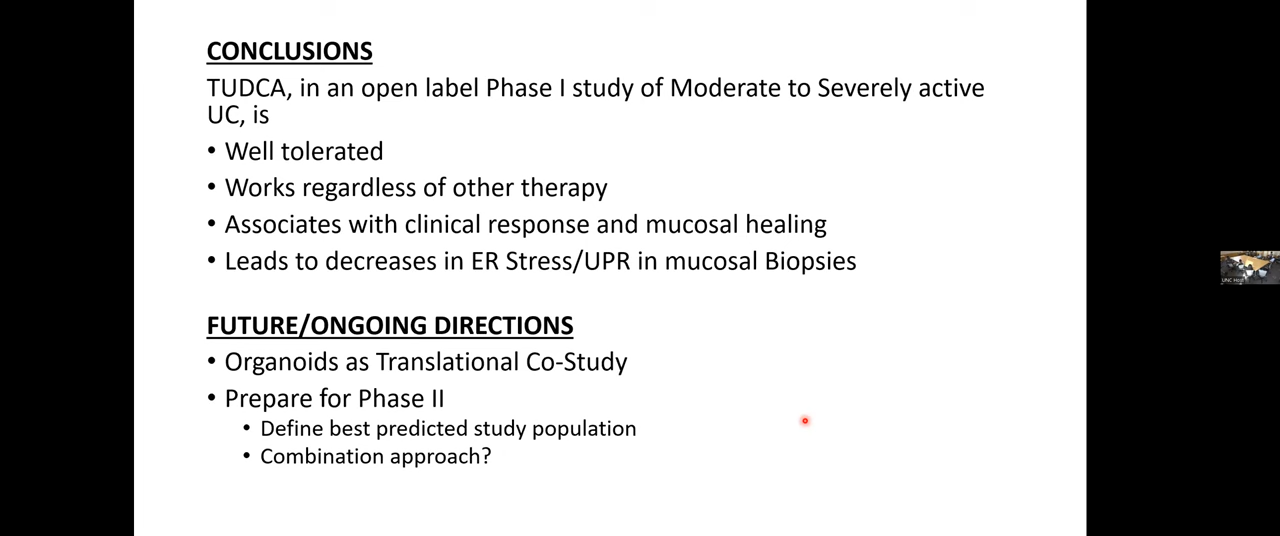 CONCLUSIONS
TUDCA, in an open label Phase I study of Moderate to Severely active
UC, is
• Well tolerated
• Works regardless of other therapy
• Associates with clinical response and mucosal healing
• Leads to decreases in ER Stress/UPR in mucosal Biopsies
FUTURE/ONGOING DIRECTIONS
• Organoids as Translational Co-Study
• Prepare for Phase II
• Define best predicted study population
• Combination approach?
UNC Host